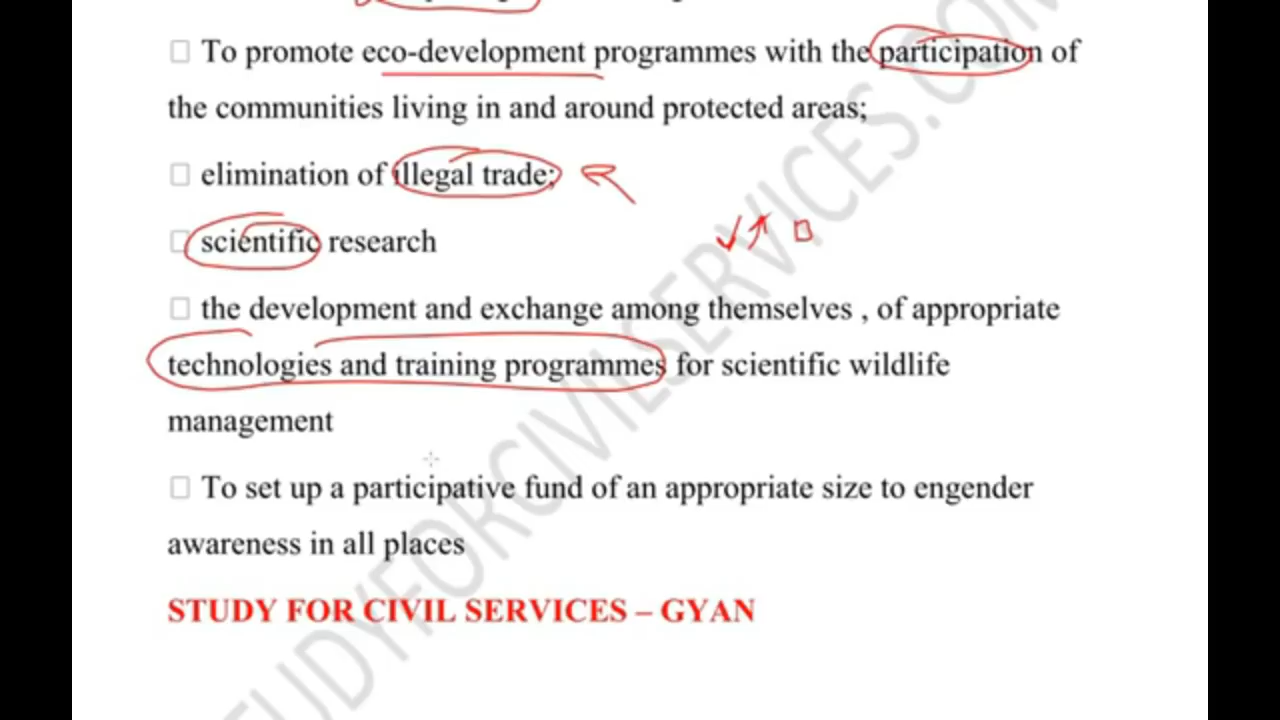 ☐ To promote eco-development programmes with the participation of
the communities living in and around protected areas;
☐ elimination of illegal trade;
☐ scientific research
☐ the development and exchange among themselves , of appropriate
technologies and training programmes for scientific wildlife
management
☐ To set up a participative fund of an appropriate size to engender
awareness in all places
STUDY FOR CIVIL SERVICES – GYAN
STUDYFORCIVILSERVICES.COM